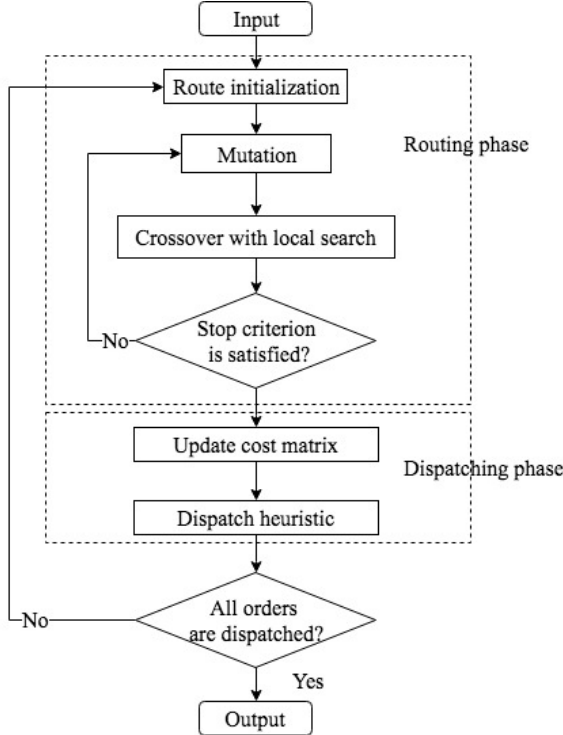 Input
Route initialization
Routing phase
Mutation
Crossover with local search
Stop criterion
is satisfied?
No
Update cost matrix
Dispatching phase
Dispatch heuristic
All orders
are dispatched?
No
Yes
Output